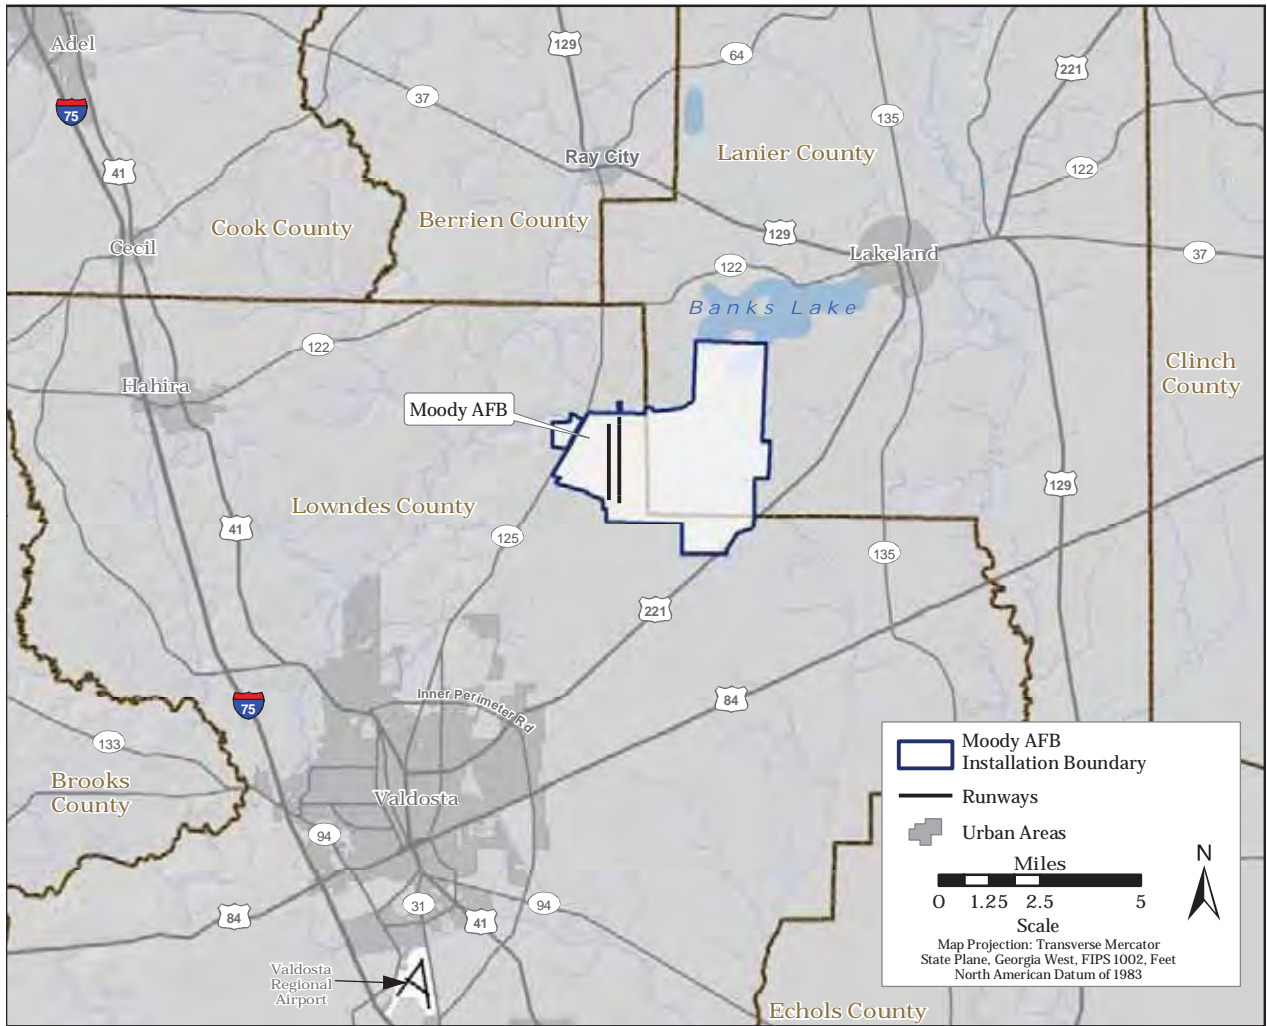 Adel
129
64
221
75
37
135
Ray City
Lanier County
41
122
Cook County
Berrien County
129
Cecil
Lakeland
37
122
Banks Lake
122
Clinch
County
Hahira
Moody AFB
Lowndes County
129
41
125
135
221
Inner Perimeter Rd
84
75
133
Brooks
County
Valdosta
94
84
31
41
94
Valdosta
Regional
Airport
Echols County
Moody AFB
Installation Boundary
Runways
Urban Areas
Miles
0 1.25 2.5 5
Scale
Map Projection: Transverse Mercator
State Plane, Georgia West, FIPS 1002, Feet
North American Datum of 1983
N